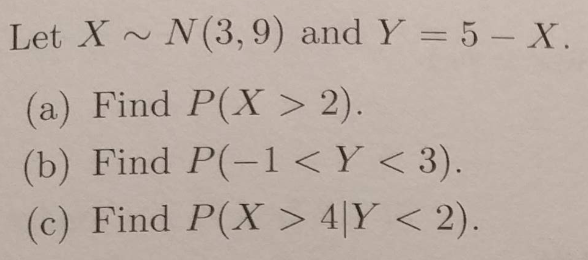 Let X ~ N(3, 9) and Y = 5 − X.
(a) Find P(X > 2).
(b) Find P(−1 < Y < 3).
(c) Find P(X > 4|Y < 2).